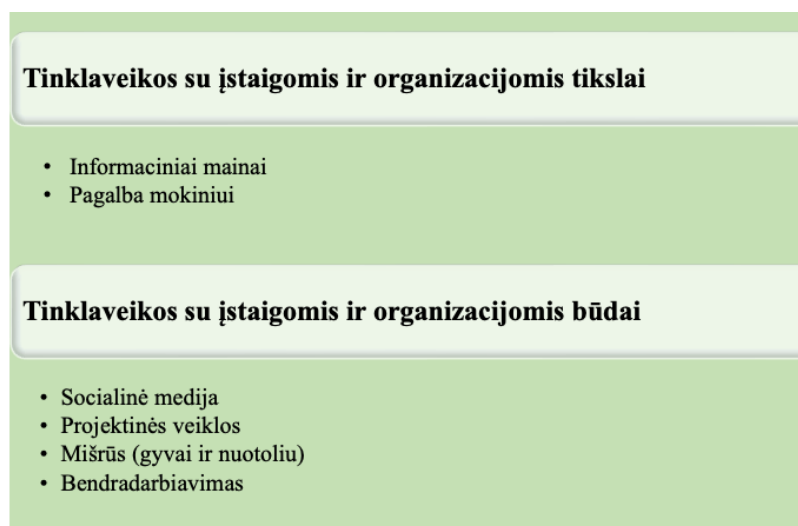 Tinklaveikos su įstaigomis ir organizacijomis tikslai
• Informaciniai mainai
• Pagalba mokiniui
Tinklaveikos su įstaigomis ir organizacijomis būdai
• Socialinė medija
• Projektinės veiklos
• Mišrūs (gyvai ir nuotoliu)
• Bendradarbiavimas